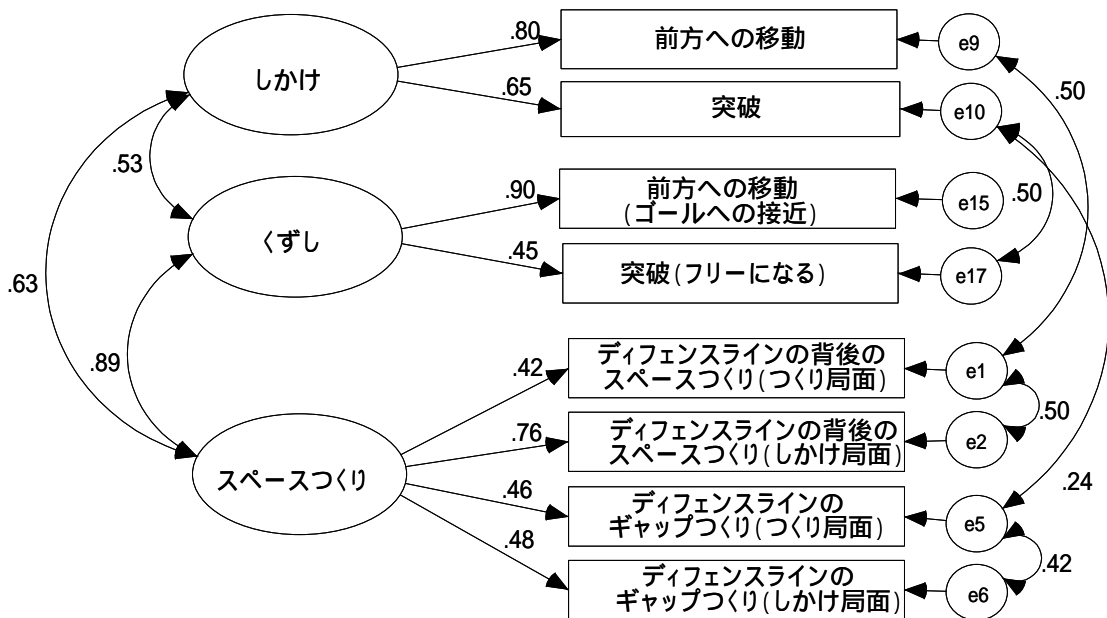 しかけ
.80
前方への移動
e9
.65
突破
e10
.50
.53
くずし
.90
前方への移動
(ゴールへの接近)
e15
.50
.45
突破(フリーになる)
e17
.63
.89
スペースつくり
.42
ディフェンスラインの背後の
スペースつくり(つくり局面)
e1
.76
ディフェンスラインの背後の
スペースつくり(しかけ局面)
e2
.50
.46
ディフェンスラインの
ギャップつくり(つくり局面)
e5
.24
.48
ディフェンスラインの
ギャップつくり(しかけ局面)
e6
.42